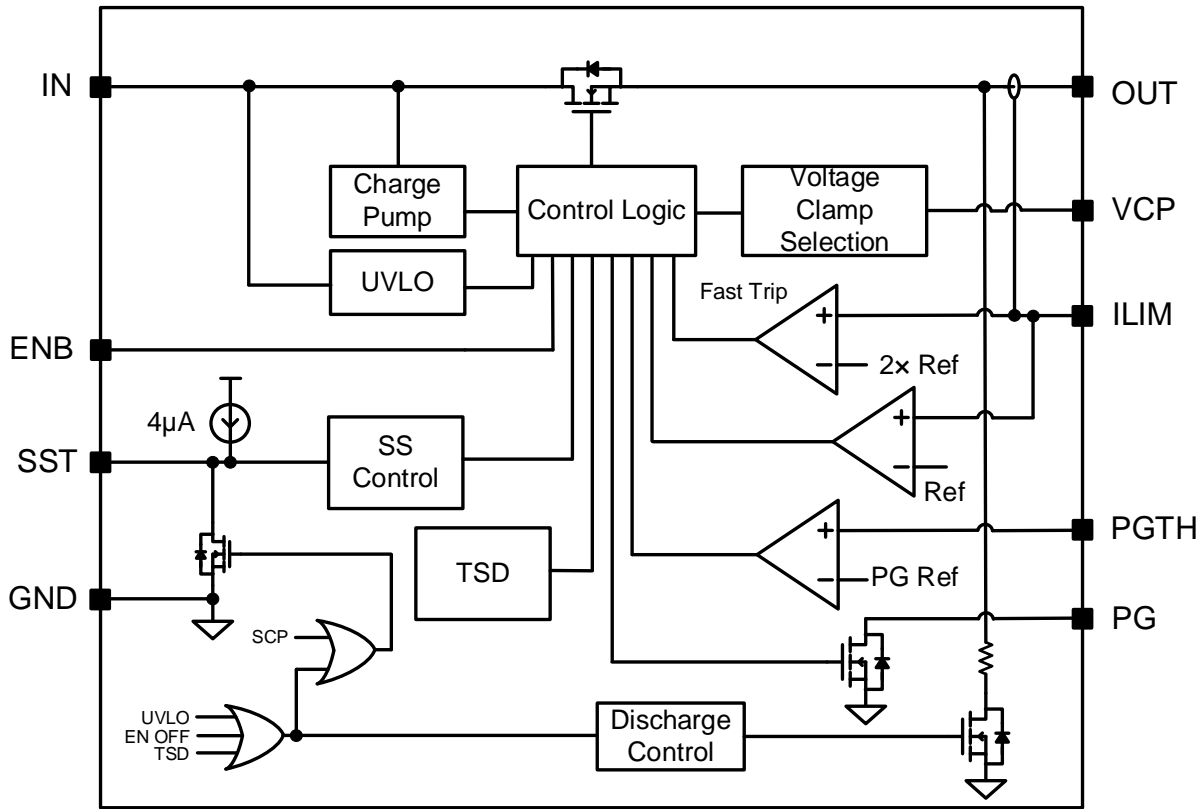 IN
OUT
Charge
Pump
Control Logic
Voltage
Clamp
Selection
VCP
UVLO
Fast Trip
+
ILIM
ENB
−
2× Ref
4µA
+
SST
SS
Control
−
Ref
TSD
+
PGTH
−
PG Ref
GND
PG
SCP
UVLO
EN OFF
TSD
Discharge
Control